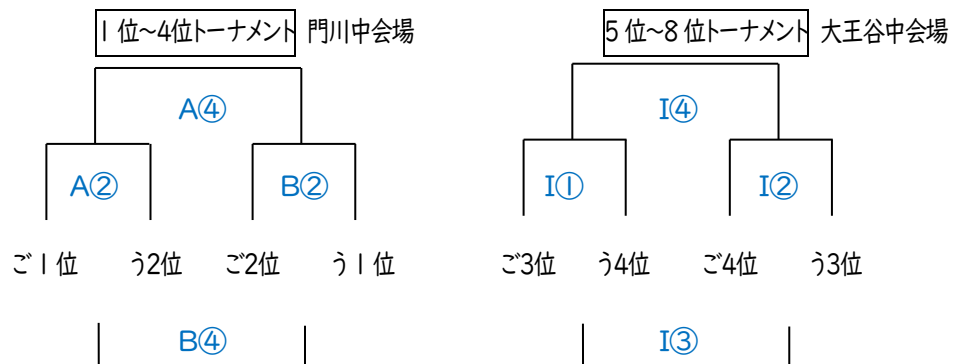 1位~4位トーナメント 門川中会場
A④
A② B②
ご1位 う2位 ご2位 う1位
B④
5位~8位トーナメント 大王谷中会場
I④
I① I②
ご3位 う4位 ご4位 う3位
I③